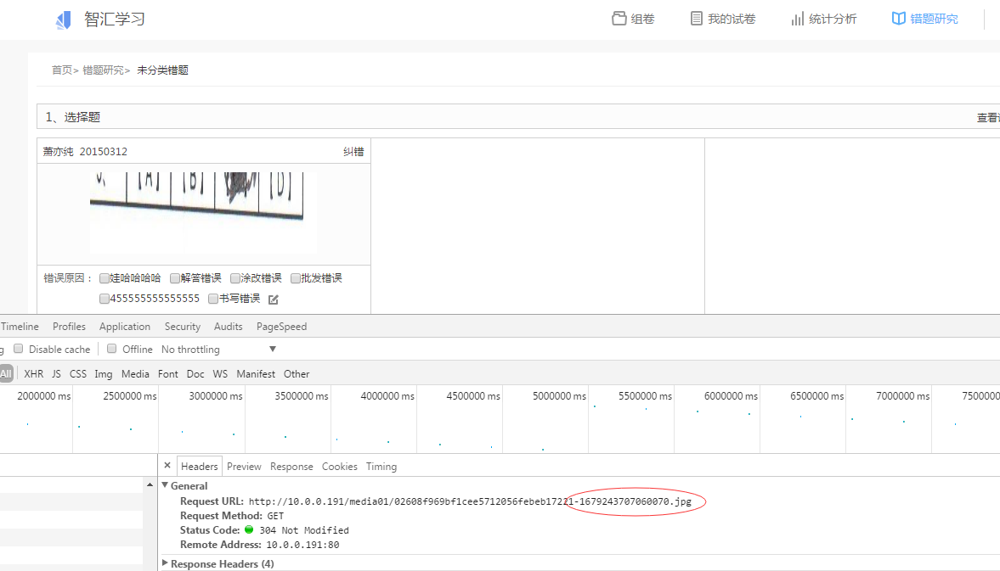 智汇学习 组卷 我的试卷 统计分析 错题研究
首页> 错题研究> 未分类错题
1、选择题 查看
萧亦纯 20150312 纠错
[A] [B] [D]
错误原因： 娃哈哈哈哈 解答错误 涂改错误 批发错误
455555555555555 书写错误
Timeline Profiles Application Security Audits PageSpeed
g Disable cache Offline No throttling ▼
All XHR JS CSS Img Media Font Doc WS Manifest Other
2000000 ms 2500000 ms 3000000 ms 3500000 ms 4000000 ms 4500000 ms 5000000 ms 5500000 ms 6000000 ms 6500000 ms 7000000 ms 7500000
× Headers Preview Response Cookies Timing
▼ General
Request URL: http://10.0.0.191/media01/02608f969bf1cee5712056febeb17221-1679243707060070.jpg
Request Method: GET
Status Code: 304 Not Modified
Remote Address: 10.0.0.191:80
▶ Response Headers (4)